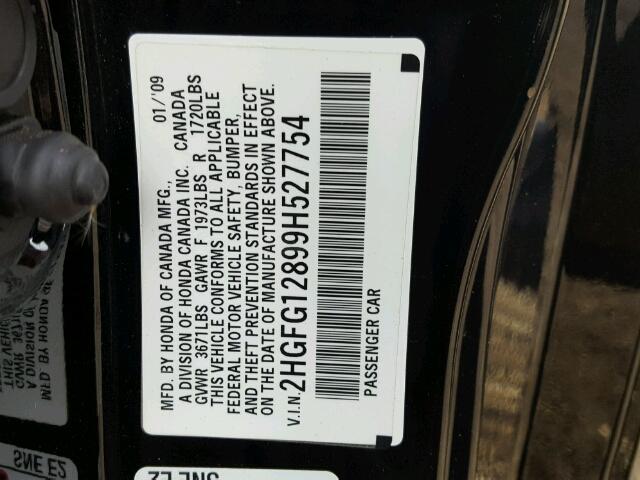 MFD. BY HONDA OF CANADA MFG., 01/'09
A DIVISION OF HONDA CANADA INC. CANADA
GVWR 3671LBS GAWR F 1973LBS R 1720LBS
THIS VEHICLE CONFORMS TO ALL APPLICABLE
FEDERAL MOTOR VEHICLE SAFETY, BUMPER,
AND THEFT PREVENTION STANDARDS IN EFFECT
ON THE DATE OF MANUFACTURE SHOWN ABOVE.
V.I.N. 2HGFG12899H527754
PASSENGER CAR